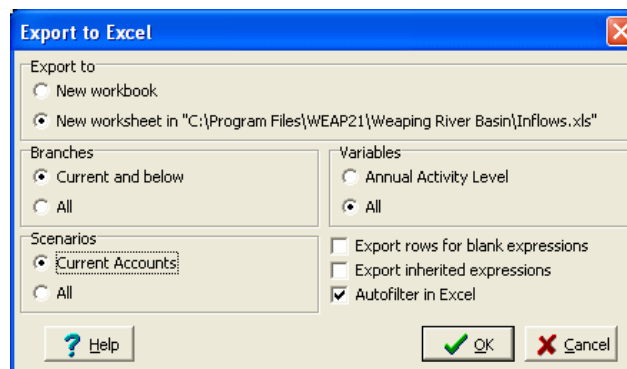 Export to Excel
Export to
New workbook
New worksheet in "C:\Program Files\WEAP21\Weaping River Basin\Inflows.xls"
Branches
Current and below
All
Variables
Annual Activity Level
All
Scenarios
Current Accounts
All
Export rows for blank expressions
Export inherited expressions
Autofilter in Excel
? Help
OK
Cancel